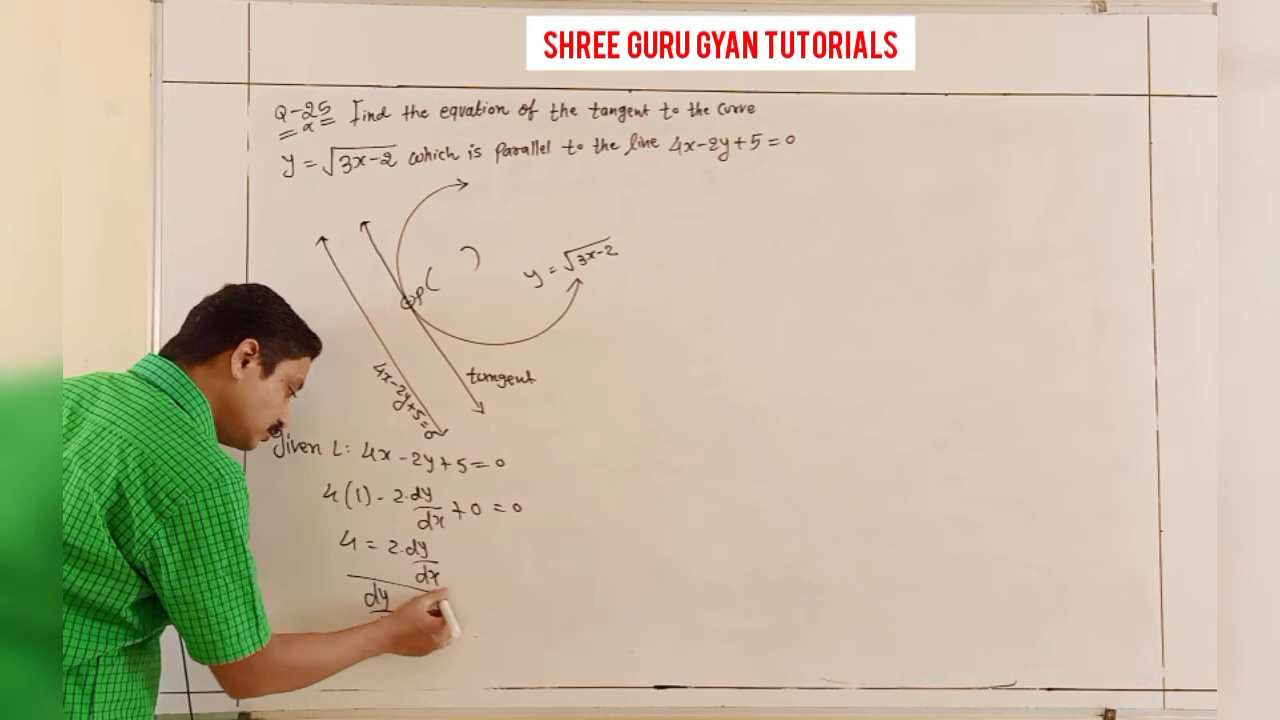 SHREE GURU GYAN TUTORIALS
Q-25 Find the equation of the tangent to the curve
y = √3x-2 which is parallel to the line 4x-2y+5=0
P( )
y = √3x-2
tangent
4x-2y+5=0
Given L: 4x-2y+5=0
4(1) - 2.dy/dx + 0 = 0
4 = 2.dy/dx
dy